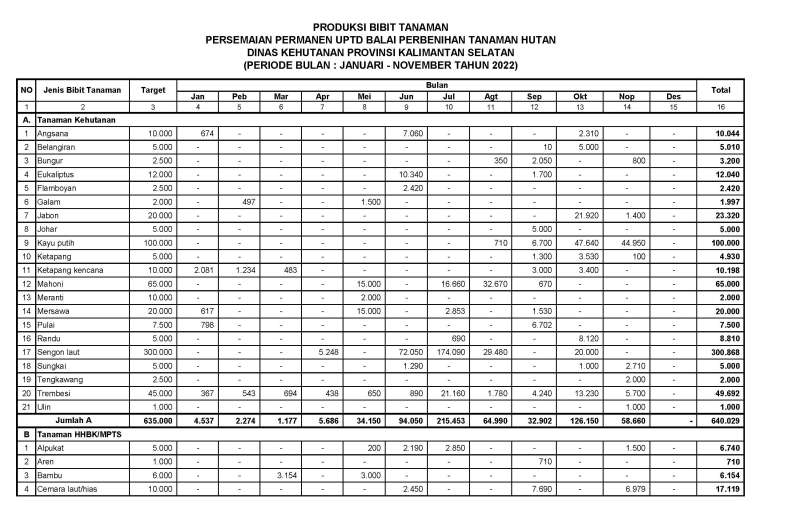 PRODUKSI BIBIT TANAMAN
PERSEMAIAN PERMANEN UPTD BALAI PERBENIHAN TANAMAN HUTAN
DINAS KEHUTANAN PROVINSI KALIMANTAN SELATAN
(PERIODE BULAN : JANUARI - NOVEMBER TAHUN 2022)
NO Jenis Bibit Tanaman Target Bulan Total
Jan Peb Mar Apr Mei Jun Jul Agt Sep Okt Nop Des
1 2 3 4 5 6 7 8 9 10 11 12 13 14 15 16
A. Tanaman Kehutanan
1 Angsana 10.000 674 - - - - 7.060 - - - 2.310 - - 10.044
2 Belangiran 5.000 - - - - - - - - 10 5.000 - - 5.010
3 Bungur 2.500 - - - - - - - 350 2.050 - 800 - 3.200
4 Eukaliptus 12.000 - - - - - 10.340 - - 1.700 - - - 12.040
5 Flamboyan 2.500 - - - - - 2.420 - - - - - - 2.420
6 Galam 2.000 - 497 - - 1.500 - - - - - - - 1.997
7 Jabon 20.000 - - - - - - - - - 21.920 1.400 - 23.320
8 Johar 5.000 - - - - - - - - 5.000 - - - 5.000
9 Kayu putih 100.000 - - - - - - - 710 6.700 47.640 44.950 - 100.000
10 Ketapang 5.000 - - - - - - - - 1.300 3.530 100 - 4.930
11 Ketapang kencana 10.000 2.081 1.234 483 - - - - - 3.000 3.400 - - 10.198
12 Mahoni 65.000 - - - - 15.000 - 16.660 32.670 670 - - - 65.000
13 Meranti 10.000 - - - - 2.000 - - - - - - - 2.000
14 Mersawa 20.000 617 - - - 15.000 - 2.853 - 1.530 - - - 20.000
15 Pulai 7.500 798 - - - - - - - 6.702 - - - 7.500
16 Randu 5.000 - - - - - - 690 - - 8.120 - - 8.810
17 Sengon laut 300.000 - - - 5.248 - 72.050 174.090 29.480 - 20.000 - - 300.868
18 Sungkai 5.000 - - - - - 1.290 - - - 1.000 2.710 - 5.000
19 Tengkawang 2.500 - - - - - - - - - - 2.000 - 2.000
20 Trembesi 45.000 367 543 694 438 650 890 21.160 1.780 4.240 13.230 5.700 - 49.692
21 Ulin 1.000 - - - - - - - - - - 1.000 - 1.000
Jumlah A 635.000 4.537 2.274 1.177 5.686 34.150 94.050 215.453 64.990 32.902 126.150 58.660 - 640.029
B Tanaman HHBK/MPTS
1 Alpukat 5.000 - - - - 200 2.190 2.850 - - - 1.500 - 6.740
2 Aren 1.000 - - - - - - - - 710 - - - 710
3 Bambu 6.000 - - 3.154 - 3.000 - - - - - - - 6.154
4 Cemara laut/hias 10.000 - - - - - 2.450 - - 7.690 - 6.979 - 17.119